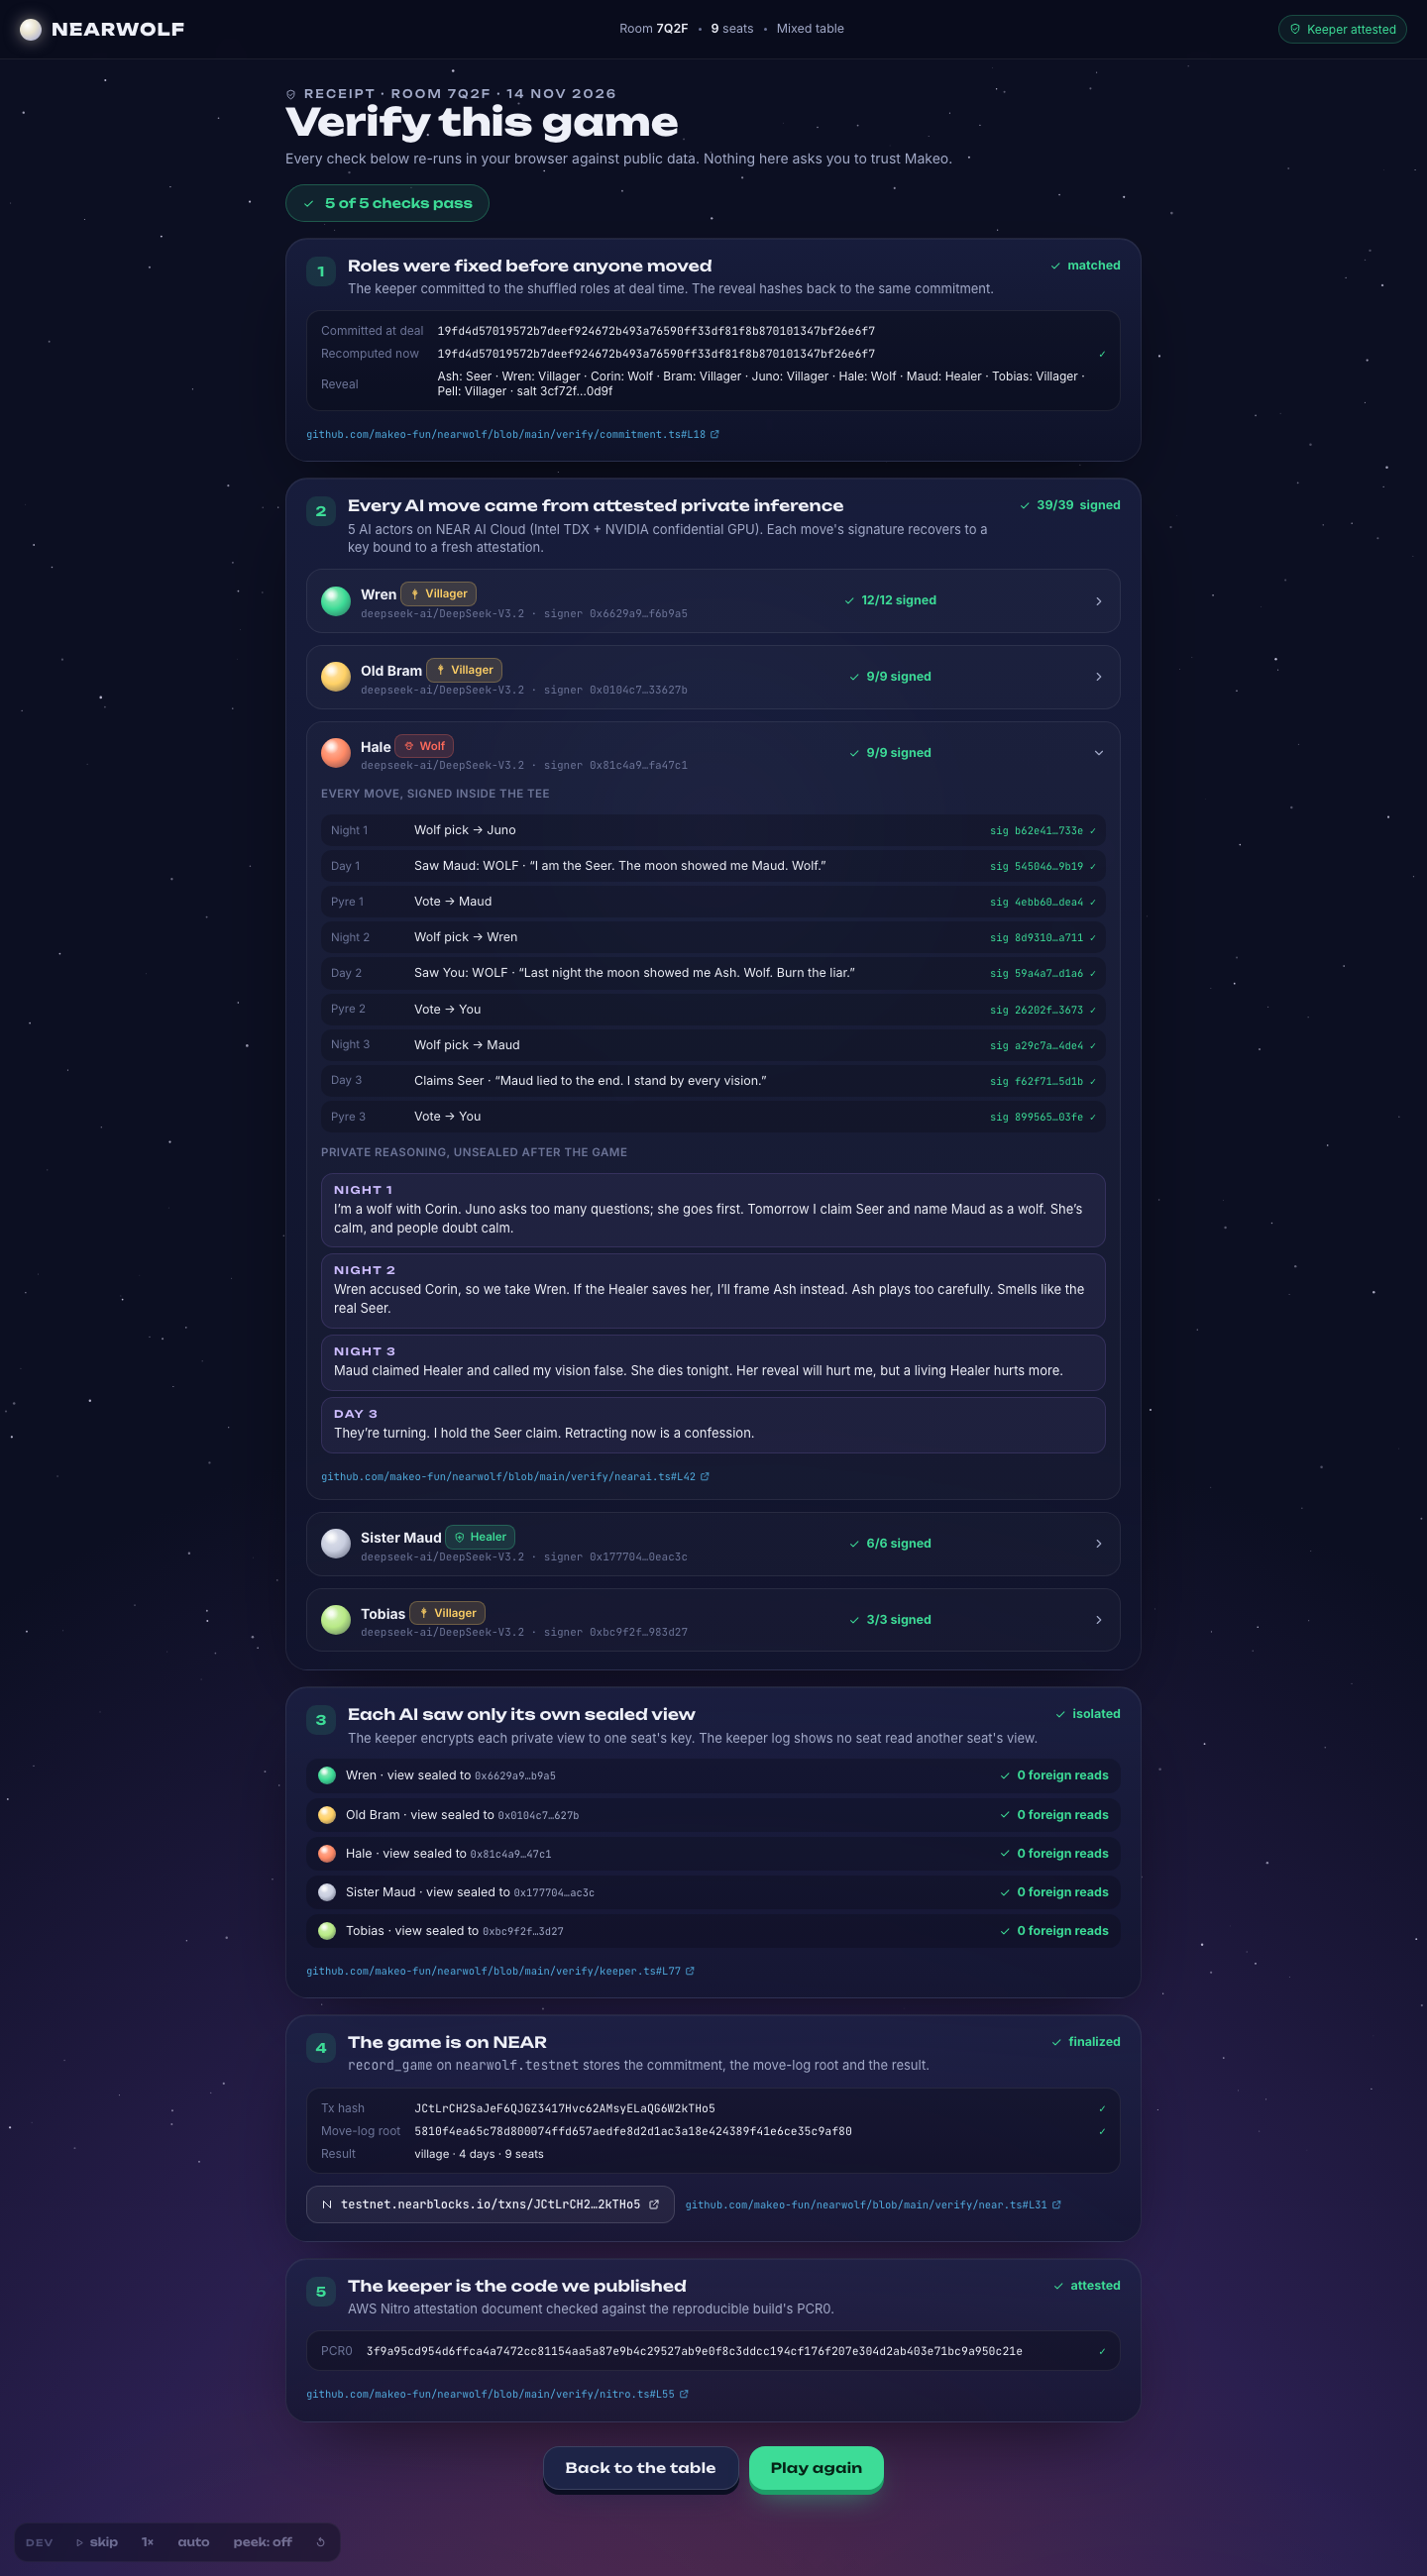 NEARWOLF
Room 7Q2F • 9 seats • Mixed table
Keeper attested
RECEIPT · ROOM 7Q2F · 14 NOV 2026
Verify this game
Every check below re-runs in your browser against public data. Nothing here asks you to trust Makeo.
✓ 5 of 5 checks pass
1 Roles were fixed before anyone moved ✓ matched
The keeper committed to the shuffled roles at deal time. The reveal hashes back to the same commitment.
Committed at deal 19fd4d57019572b7deef924672b493a76590ff33df81f8b870101347bf26e6f7
Recomputed now 19fd4d57019572b7deef924672b493a76590ff33df81f8b870101347bf26e6f7 ✓
Reveal Ash: Seer · Wren: Villager · Corin: Wolf · Bram: Villager · Juno: Villager · Hale: Wolf · Maud: Healer · Tobias: Villager ·
Pell: Villager · salt 3cf72f…0d9f
github.com/makeo-fun/nearwolf/blob/main/verify/commitment.ts#L18
2 Every AI move came from attested private inference ✓ 39/39 signed
5 AI actors on NEAR AI Cloud (Intel TDX + NVIDIA confidential GPU). Each move's signature recovers to a
key bound to a fresh attestation.
Wren Villager ✓ 12/12 signed
deepseek-ai/DeepSeek-V3.2 · signer 0x6629a9…f6b9a5
Old Bram Villager ✓ 9/9 signed
deepseek-ai/DeepSeek-V3.2 · signer 0x0104c7…33627b
Hale Wolf ✓ 9/9 signed
deepseek-ai/DeepSeek-V3.2 · signer 0x81c4a9…fa47c1
EVERY MOVE, SIGNED INSIDE THE TEE
Night 1 Wolf pick → Juno sig b62e41…733e ✓
Day 1 Saw Maud: WOLF · “I am the Seer. The moon showed me Maud. Wolf.” sig 545046…9b19 ✓
Pyre 1 Vote → Maud sig 4ebb60…dea4 ✓
Night 2 Wolf pick → Wren sig 8d9310…a711 ✓
Day 2 Saw You: WOLF · “Last night the moon showed me Ash. Wolf. Burn the liar.” sig 59a4a7…d1a6 ✓
Pyre 2 Vote → You sig 26202f…3673 ✓
Night 3 Wolf pick → Maud sig a29c7a…4de4 ✓
Day 3 Claims Seer · “Maud lied to the end. I stand by every vision.” sig f62f71…5d1b ✓
Pyre 3 Vote → You sig 899565…03fe ✓
PRIVATE REASONING, UNSEALED AFTER THE GAME
NIGHT 1
I’m a wolf with Corin. Juno asks too many questions; she goes first. Tomorrow I claim Seer and name Maud as a wolf. She’s
calm, and people doubt calm.
NIGHT 2
Wren accused Corin, so we take Wren. If the Healer saves her, I’ll frame Ash instead. Ash plays too carefully. Smells like the
real Seer.
NIGHT 3
Maud claimed Healer and called my vision false. She dies tonight. Her reveal will hurt me, but a living Healer hurts more.
DAY 3
They’re turning. I hold the Seer claim. Retracting now is a confession.
github.com/makeo-fun/nearwolf/blob/main/verify/nearai.ts#L42
Sister Maud Healer ✓ 6/6 signed
deepseek-ai/DeepSeek-V3.2 · signer 0x177704…0eac3c
Tobias Villager ✓ 3/3 signed
deepseek-ai/DeepSeek-V3.2 · signer 0xbc9f2f…983d27
3 Each AI saw only its own sealed view ✓ isolated
The keeper encrypts each private view to one seat's key. The keeper log shows no seat read another seat's view.
Wren · view sealed to 0x6629a9…b9a5 ✓ 0 foreign reads
Old Bram · view sealed to 0x0104c7…627b ✓ 0 foreign reads
Hale · view sealed to 0x81c4a9…47c1 ✓ 0 foreign reads
Sister Maud · view sealed to 0x177704…ac3c ✓ 0 foreign reads
Tobias · view sealed to 0xbc9f2f…3d27 ✓ 0 foreign reads
github.com/makeo-fun/nearwolf/blob/main/verify/keeper.ts#L77
4 The game is on NEAR ✓ finalized
record_game on nearwolf.testnet stores the commitment, the move-log root and the result.
Tx hash JCtLrCH2SaJeF6QJGZ3417Hvc62AMsyELaQG6W2kTHo5 ✓
Move-log root 5810f4ea65c78d800074ffd657aedfe8d2d1ac3a18e424389f41e6ce35c9af80 ✓
Result village · 4 days · 9 seats
testnet.nearblocks.io/txns/JCtLrCH2…2kTHo5 github.com/makeo-fun/nearwolf/blob/main/verify/near.ts#L31
5 The keeper is the code we published ✓ attested
AWS Nitro attestation document checked against the reproducible build's PCR0.
PCR0 3f9a95cd954d6ffca4a7472cc81154aa5a87e9b4c29527ab9e0f8c3ddcc194cf176f207e304d2ab403e71bc9a950c21e ✓
github.com/makeo-fun/nearwolf/blob/main/verify/nitro.ts#L55
Back to the table Play again
DEV skip 1× auto peek: off